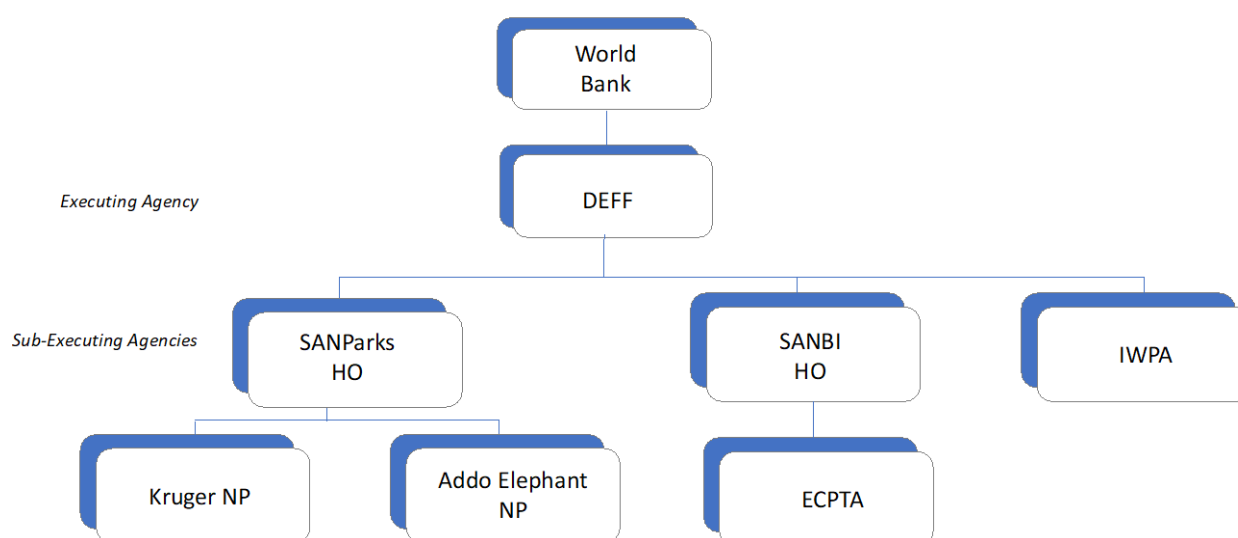 World
Bank
Executing Agency
DEFF
Sub-Executing Agencies
SANParks
HO
SANBI
HO
IWPA
Kruger NP
Addo Elephant
NP
ECPTA